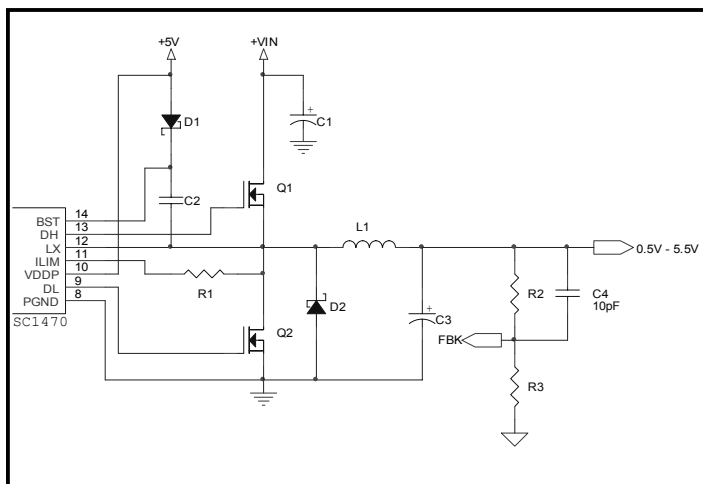 +5V
+VIN
D1
+
C1
C2
Q1
BST 14
DH 13
LX 12
ILIM 11
VDDP 10
DL 9
PGND 8
SC1470
R1
L1
0.5V - 5.5V
D2
+
C3
R2
C4
10pF
Q2
FBK
R3